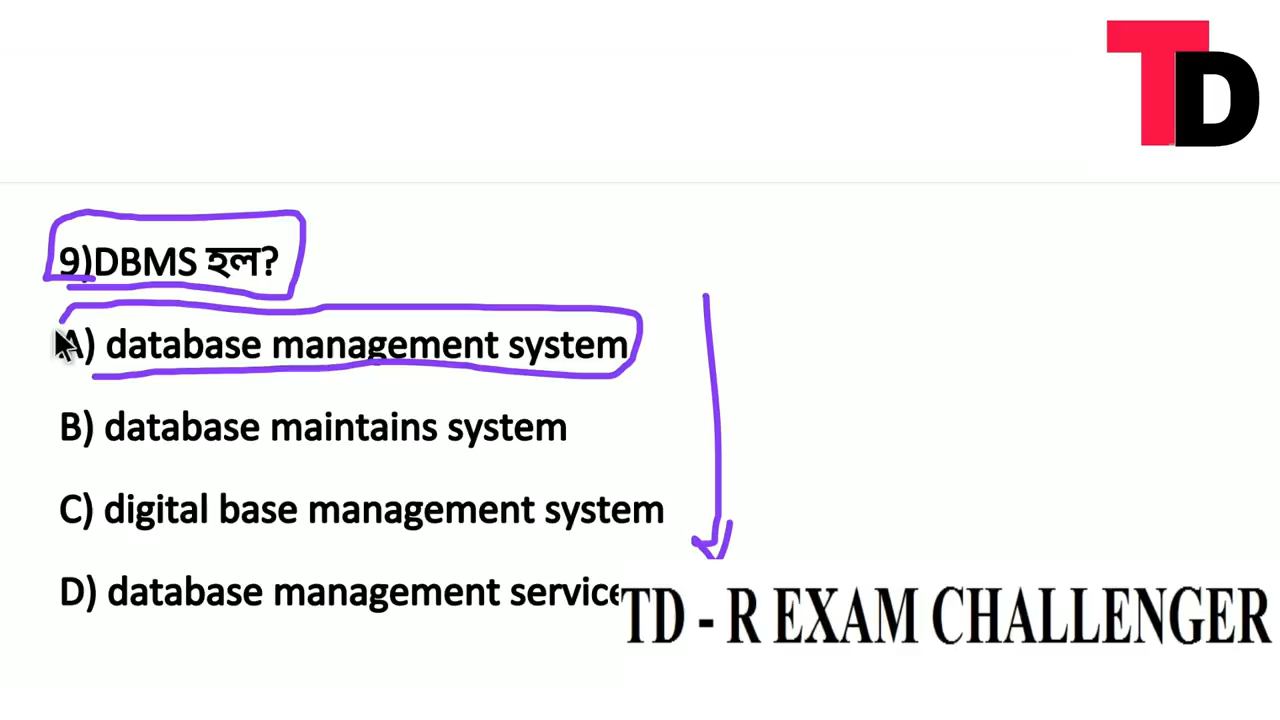 TD
9)DBMS হল?
A) database management system
B) database maintains system
C) digital base management system
D) database management service
TD - R EXAM CHALLENGER